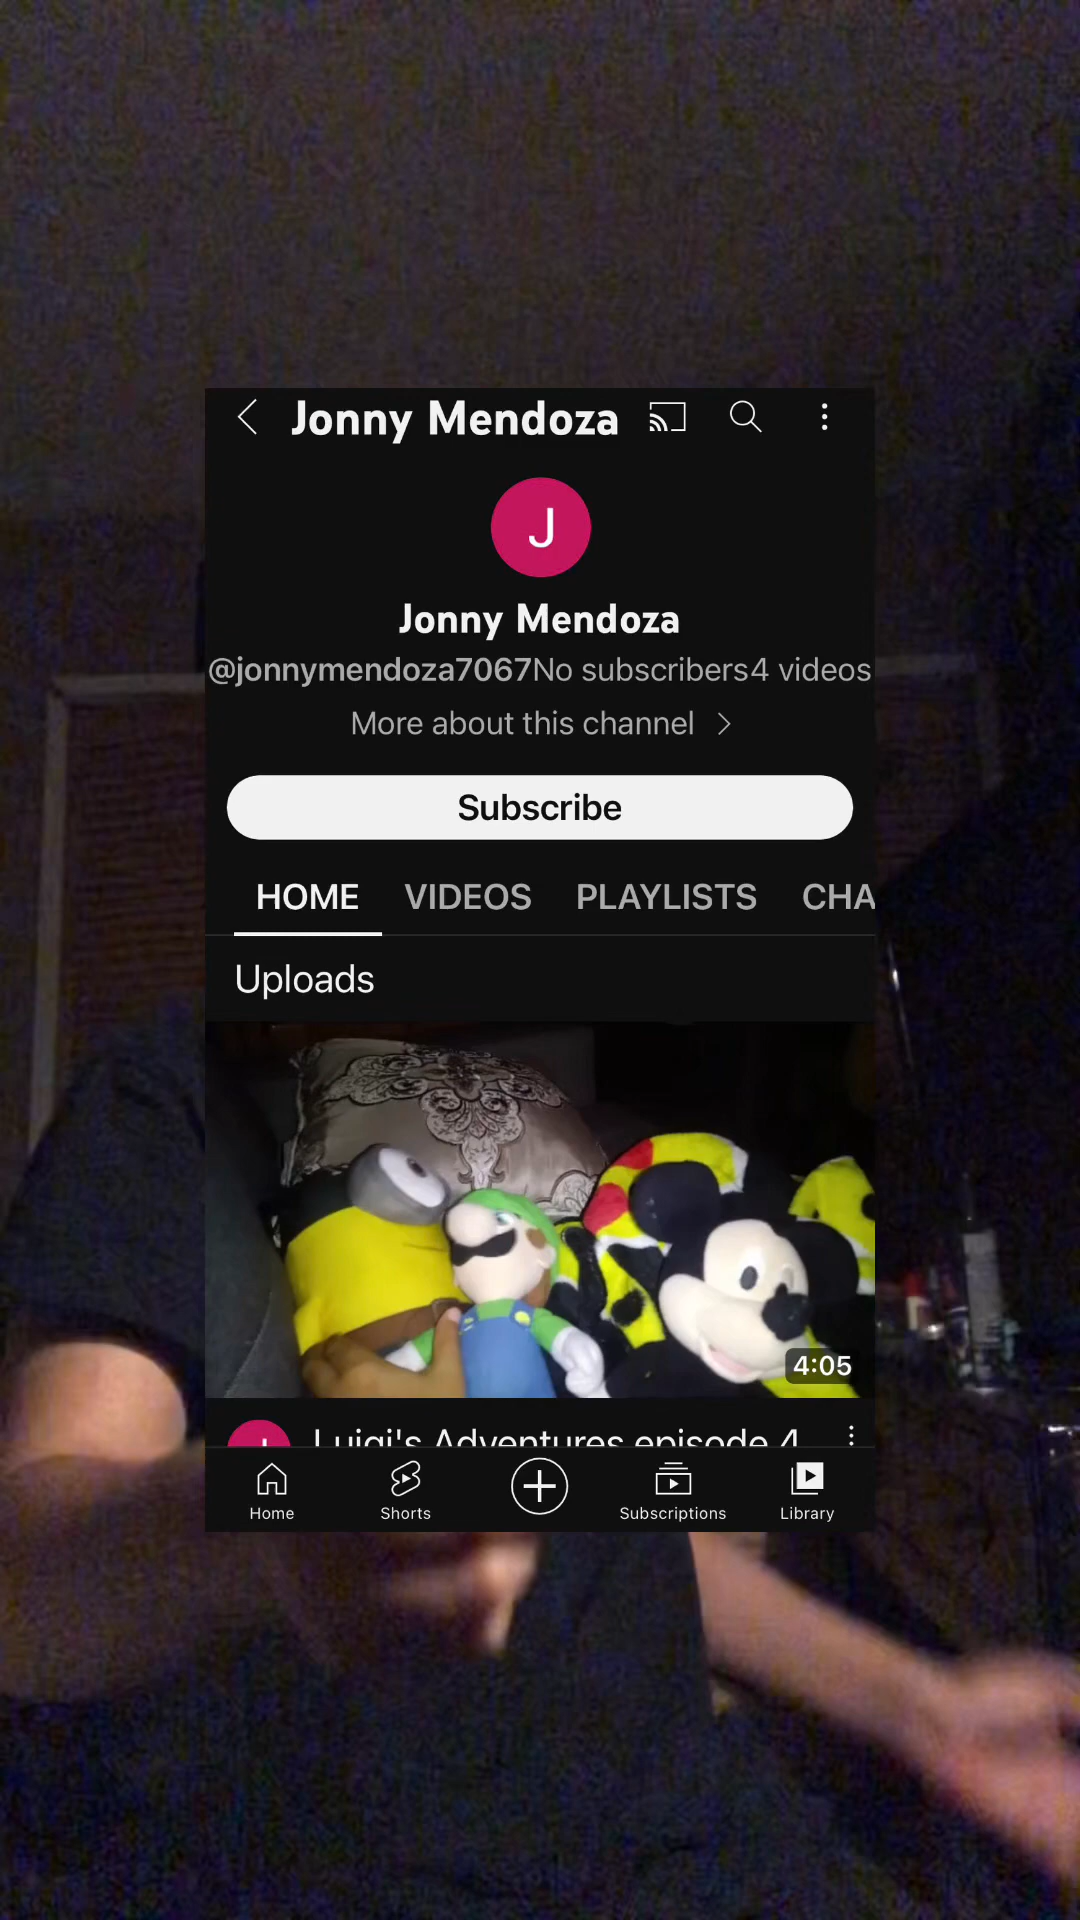 Jonny Mendoza
J
Jonny Mendoza
@jonnymendoza7067No subscribers4 videos
More about this channel
Subscribe
HOME VIDEOS PLAYLISTS CHA
Uploads
4:05
Luigi's Adventures episode 4
Home Shorts Subscriptions Library